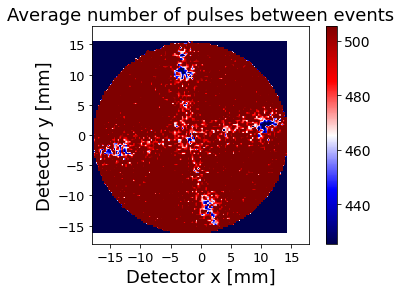 Average number of pulses between events
15
10
5
0
−5
−10
−15
Detector y [mm]
−15 −10 −5 0 5 10 15
Detector x [mm]
500
480
460
440